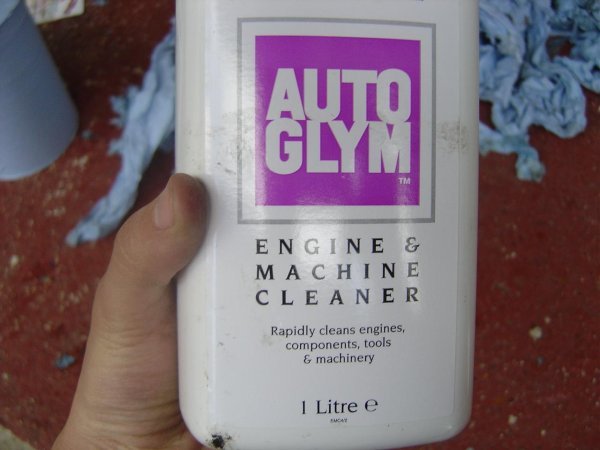 AUTO
GLYM
™
ENGINE &
MACHINE
CLEANER
Rapidly cleans engines,
components, tools
& machinery
1 Litre ℮